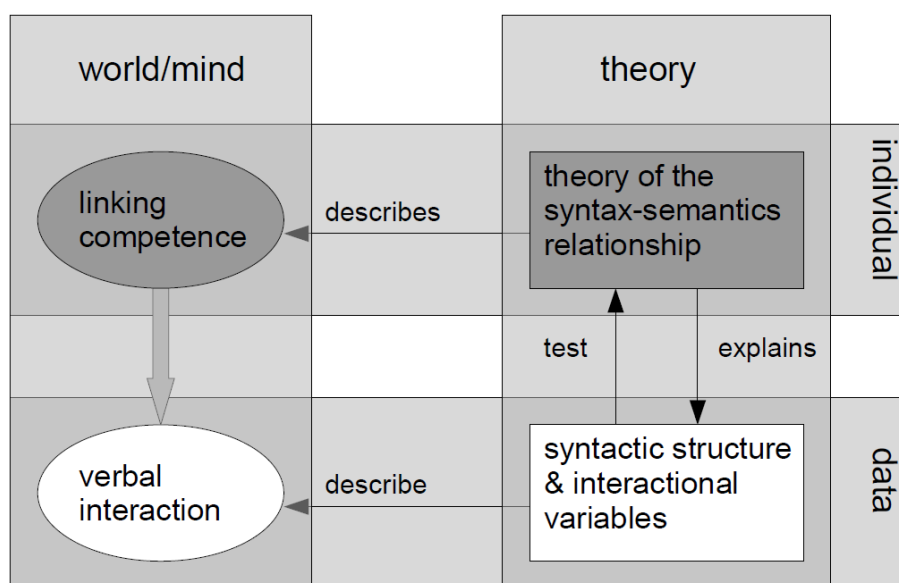 world/mind
theory
linking
competence
describes
theory of the
syntax-semantics
relationship
individual
test
explains
verbal
interaction
describe
syntactic structure
& interactional
variables
data